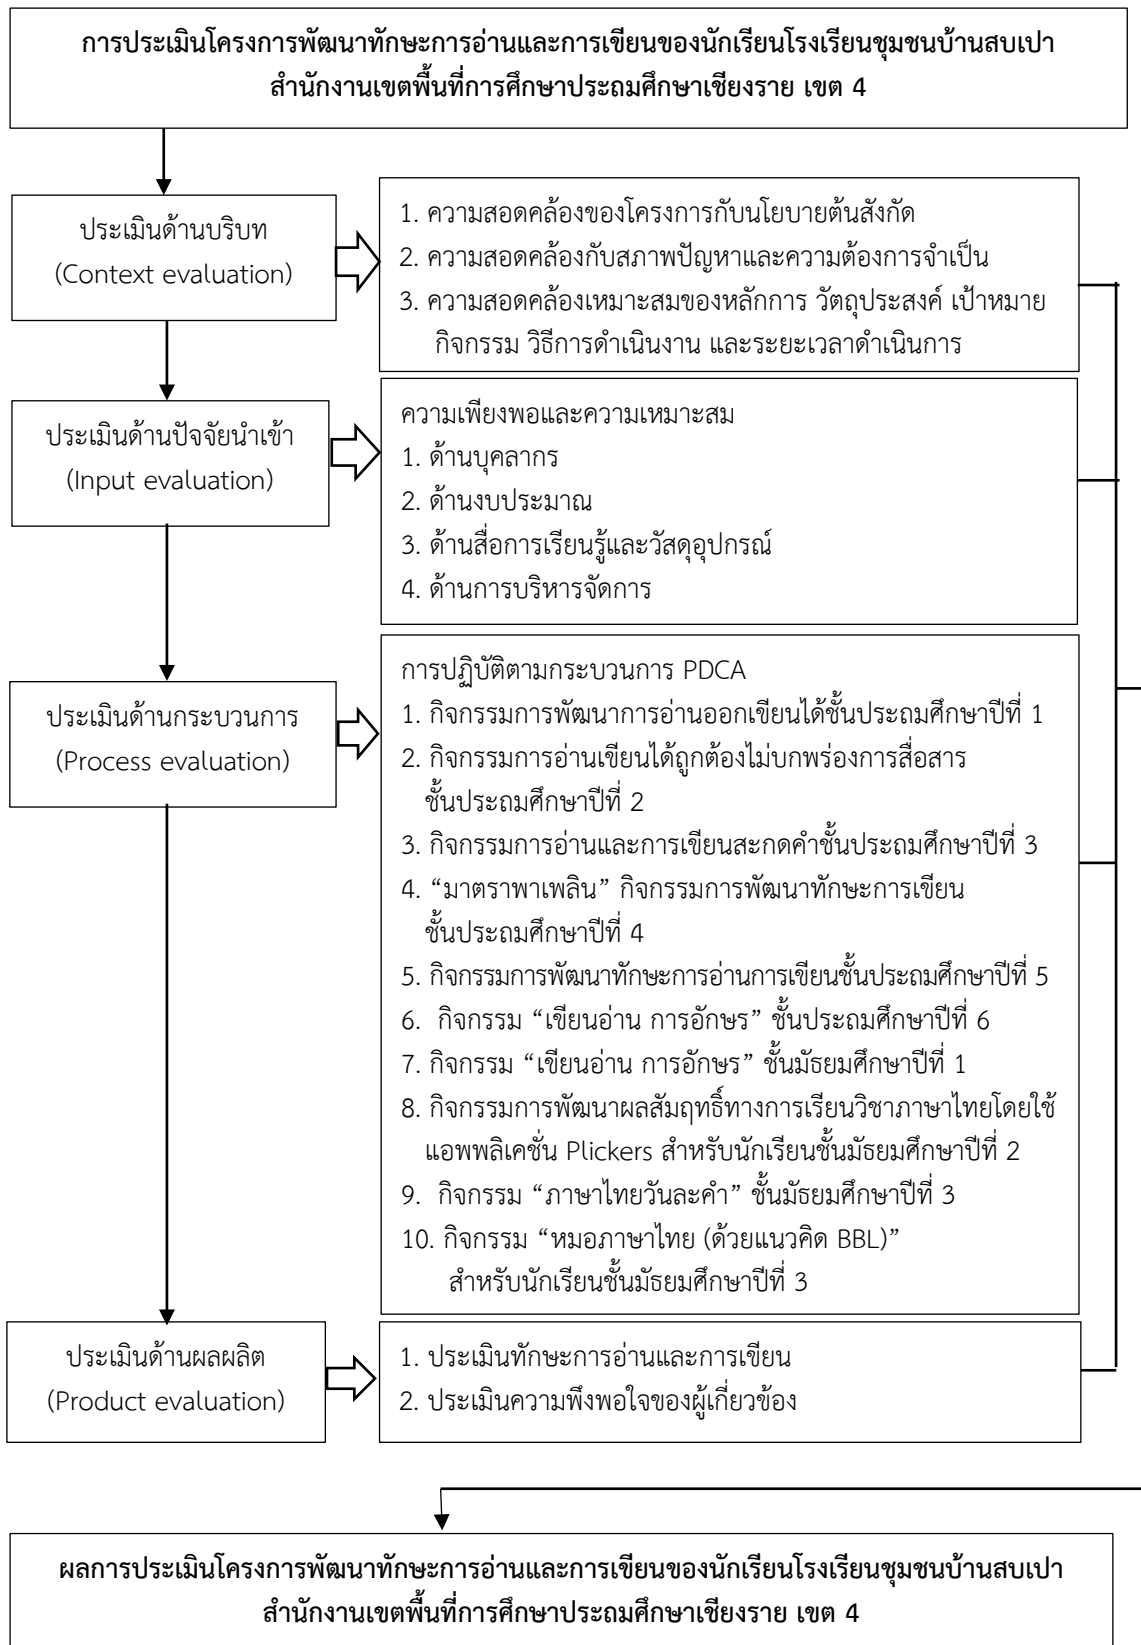 การประเมินโครงการพัฒนาทักษะการอ่านและการเขียนของนักเรียนโรงเรียนชุมชนบ้านสบเปา
สำนักงานเขตพื้นที่การศึกษาประถมศึกษาเชียงราย เขต 4
ประเมินด้านบริบท
(Context evaluation)
1. ความสอดคล้องของโครงการกับนโยบายต้นสังกัด
2. ความสอดคล้องกับสภาพปัญหาและความต้องการจำเป็น
3. ความสอดคล้องเหมาะสมของหลักการ วัตถุประสงค์ เป้าหมาย
กิจกรรม วิธีการดำเนินงาน และระยะเวลาดำเนินการ
ประเมินด้านปัจจัยนำเข้า
(Input evaluation)
ความเพียงพอและความเหมาะสม
1. ด้านบุคลากร
2. ด้านงบประมาณ
3. ด้านสื่อการเรียนรู้และวัสดุอุปกรณ์
4. ด้านการบริหารจัดการ
ประเมินด้านกระบวนการ
(Process evaluation)
การปฏิบัติตามกระบวนการ PDCA
1. กิจกรรมการพัฒนาการอ่านออกเขียนได้ชั้นประถมศึกษาปีที่ 1
2. กิจกรรมการอ่านเขียนได้ถูกต้องไม่บกพร่องการสื่อสาร
ชั้นประถมศึกษาปีที่ 2
3. กิจกรรมการอ่านและการเขียนสะกดคำชั้นประถมศึกษาปีที่ 3
4. “มาตราพาเพลิน” กิจกรรมการพัฒนาทักษะการเขียน
ชั้นประถมศึกษาปีที่ 4
5. กิจกรรมการพัฒนาทักษะการอ่านการเขียนชั้นประถมศึกษาปีที่ 5
6. กิจกรรม “เขียนอ่าน การอักษร” ชั้นประถมศึกษาปีที่ 6
7. กิจกรรม “เขียนอ่าน การอักษร” ชั้นมัธยมศึกษาปีที่ 1
8. กิจกรรมการพัฒนาผลสัมฤทธิ์ทางการเรียนวิชาภาษาไทยโดยใช้
แอพพลิเคชั่น Plickers สำหรับนักเรียนชั้นมัธยมศึกษาปีที่ 2
9. กิจกรรม “ภาษาไทยวันละคำ” ชั้นมัธยมศึกษาปีที่ 3
10. กิจกรรม “หมอภาษาไทย (ด้วยแนวคิด BBL)”
สำหรับนักเรียนชั้นมัธยมศึกษาปีที่ 3
ประเมินด้านผลผลิต
(Product evaluation)
1. ประเมินทักษะการอ่านและการเขียน
2. ประเมินความพึงพอใจของผู้เกี่ยวข้อง
ผลการประเมินโครงการพัฒนาทักษะการอ่านและการเขียนของนักเรียนโรงเรียนชุมชนบ้านสบเปา
สำนักงานเขตพื้นที่การศึกษาประถมศึกษาเชียงราย เขต 4